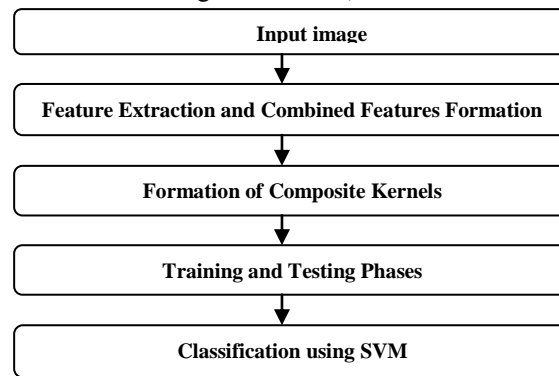 Input image
Feature Extraction and Combined Features Formation
Formation of Composite Kernels
Training and Testing Phases
Classification using SVM